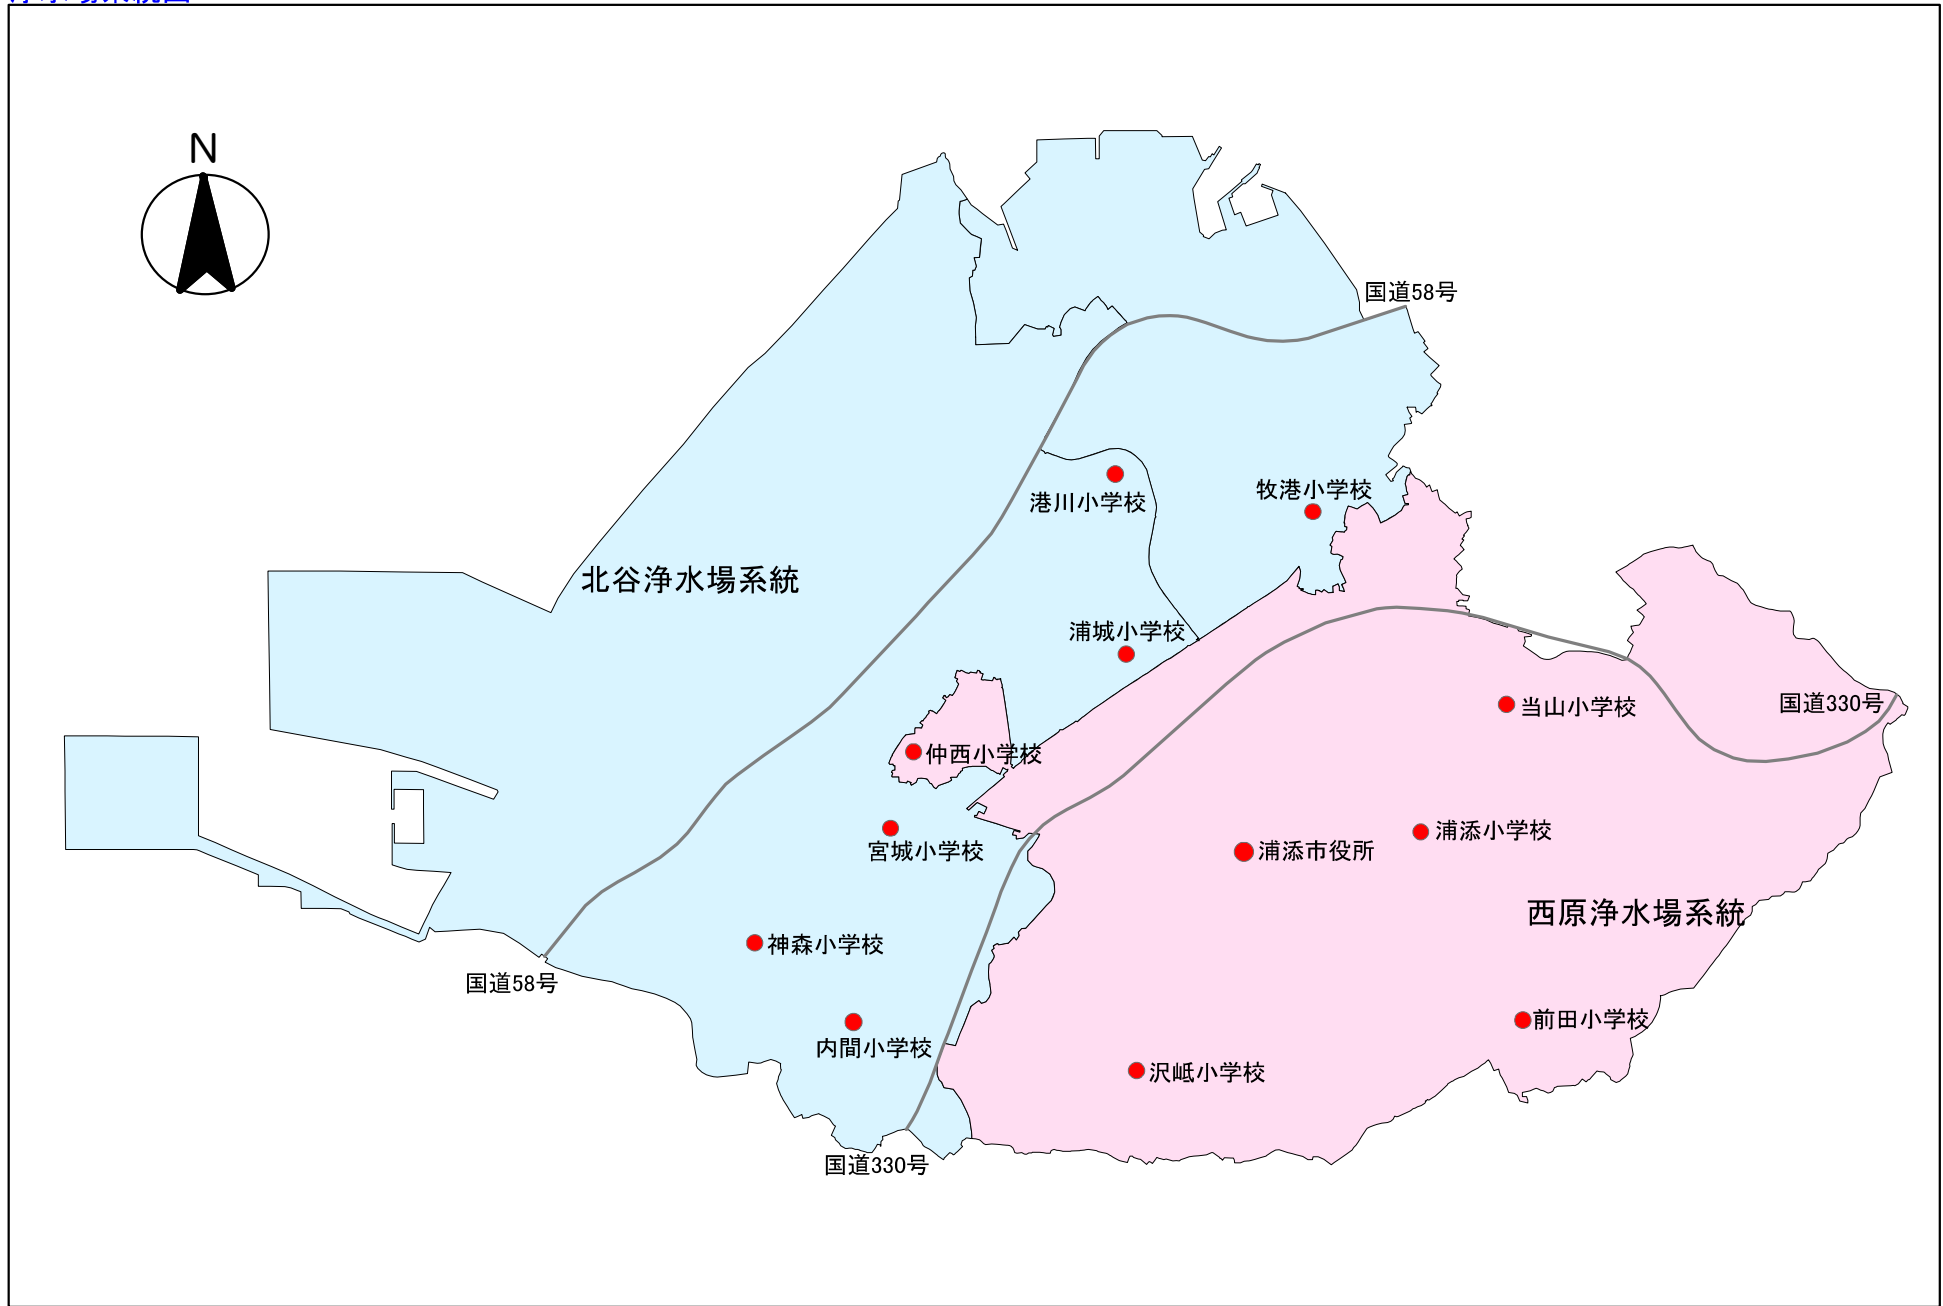 N
国道58号
港川小学校
牧港小学校
北谷浄水場系統
浦城小学校
当山小学校
国道330号
仲西小学校
浦添小学校
宮城小学校
浦添市役所
西原浄水場系統
神森小学校
国道58号
前田小学校
内間小学校
沢岻小学校
国道330号